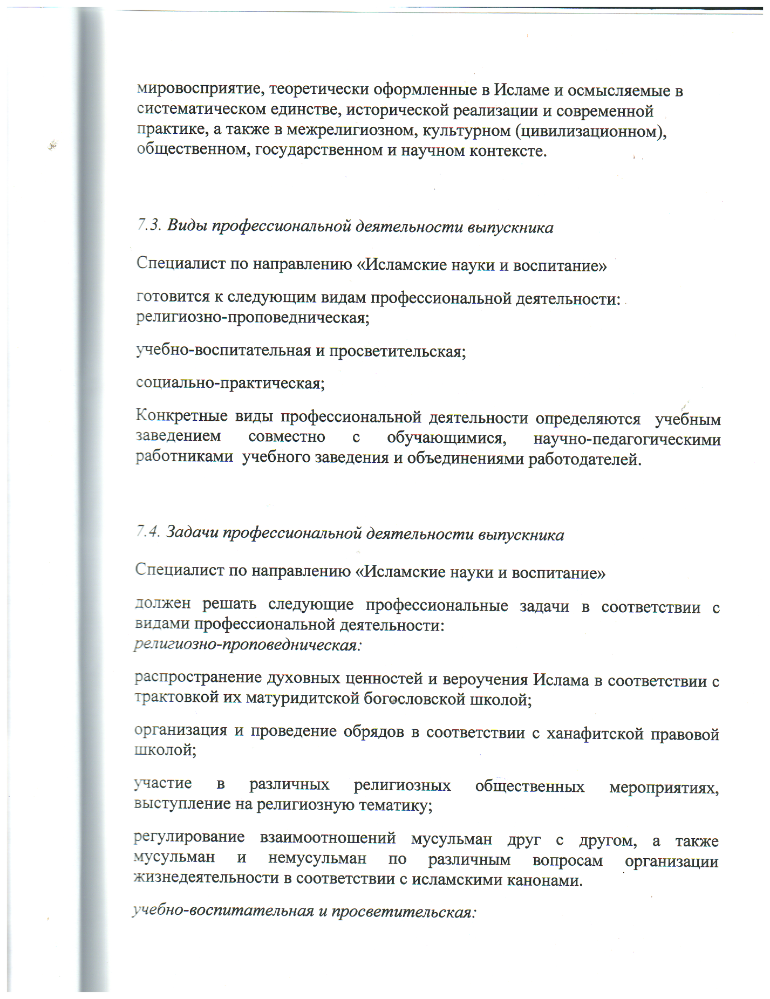 мировосприятие, теоретически оформленные в Исламе и осмысляемые в
систематическом единстве, исторической реализации и современной
практике, а также в межрелигиозном, культурном (цивилизационном),
общественном, государственном и научном контексте.
7.3. Виды профессиональной деятельности выпускника
Специалист по направлению «Исламские науки и воспитание»
готовится к следующим видам профессиональной деятельности:
религиозно-проповедническая;
учебно-воспитательная и просветительская;
социально-практическая;
Конкретные виды профессиональной деятельности определяются учебным
заведением совместно с обучающимися, научно-педагогическими
работниками учебного заведения и объединениями работодателей.
7.4. Задачи профессиональной деятельности выпускника
Специалист по направлению «Исламские науки и воспитание»
должен решать следующие профессиональные задачи в соответствии с
видами профессиональной деятельности:
религиозно-проповедническая:
распространение духовных ценностей и вероучения Ислама в соответствии с
трактовкой их матуридитской богословской школой;
организация и проведение обрядов в соответствии с ханафитской правовой
школой;
участие в различных религиозных общественных мероприятиях,
выступление на религиозную тематику;
регулирование взаимоотношений мусульман друг с другом, а также
мусульман и немусульман по различным вопросам организации
жизнедеятельности в соответствии с исламскими канонами.
учебно-воспитательная и просветительская: